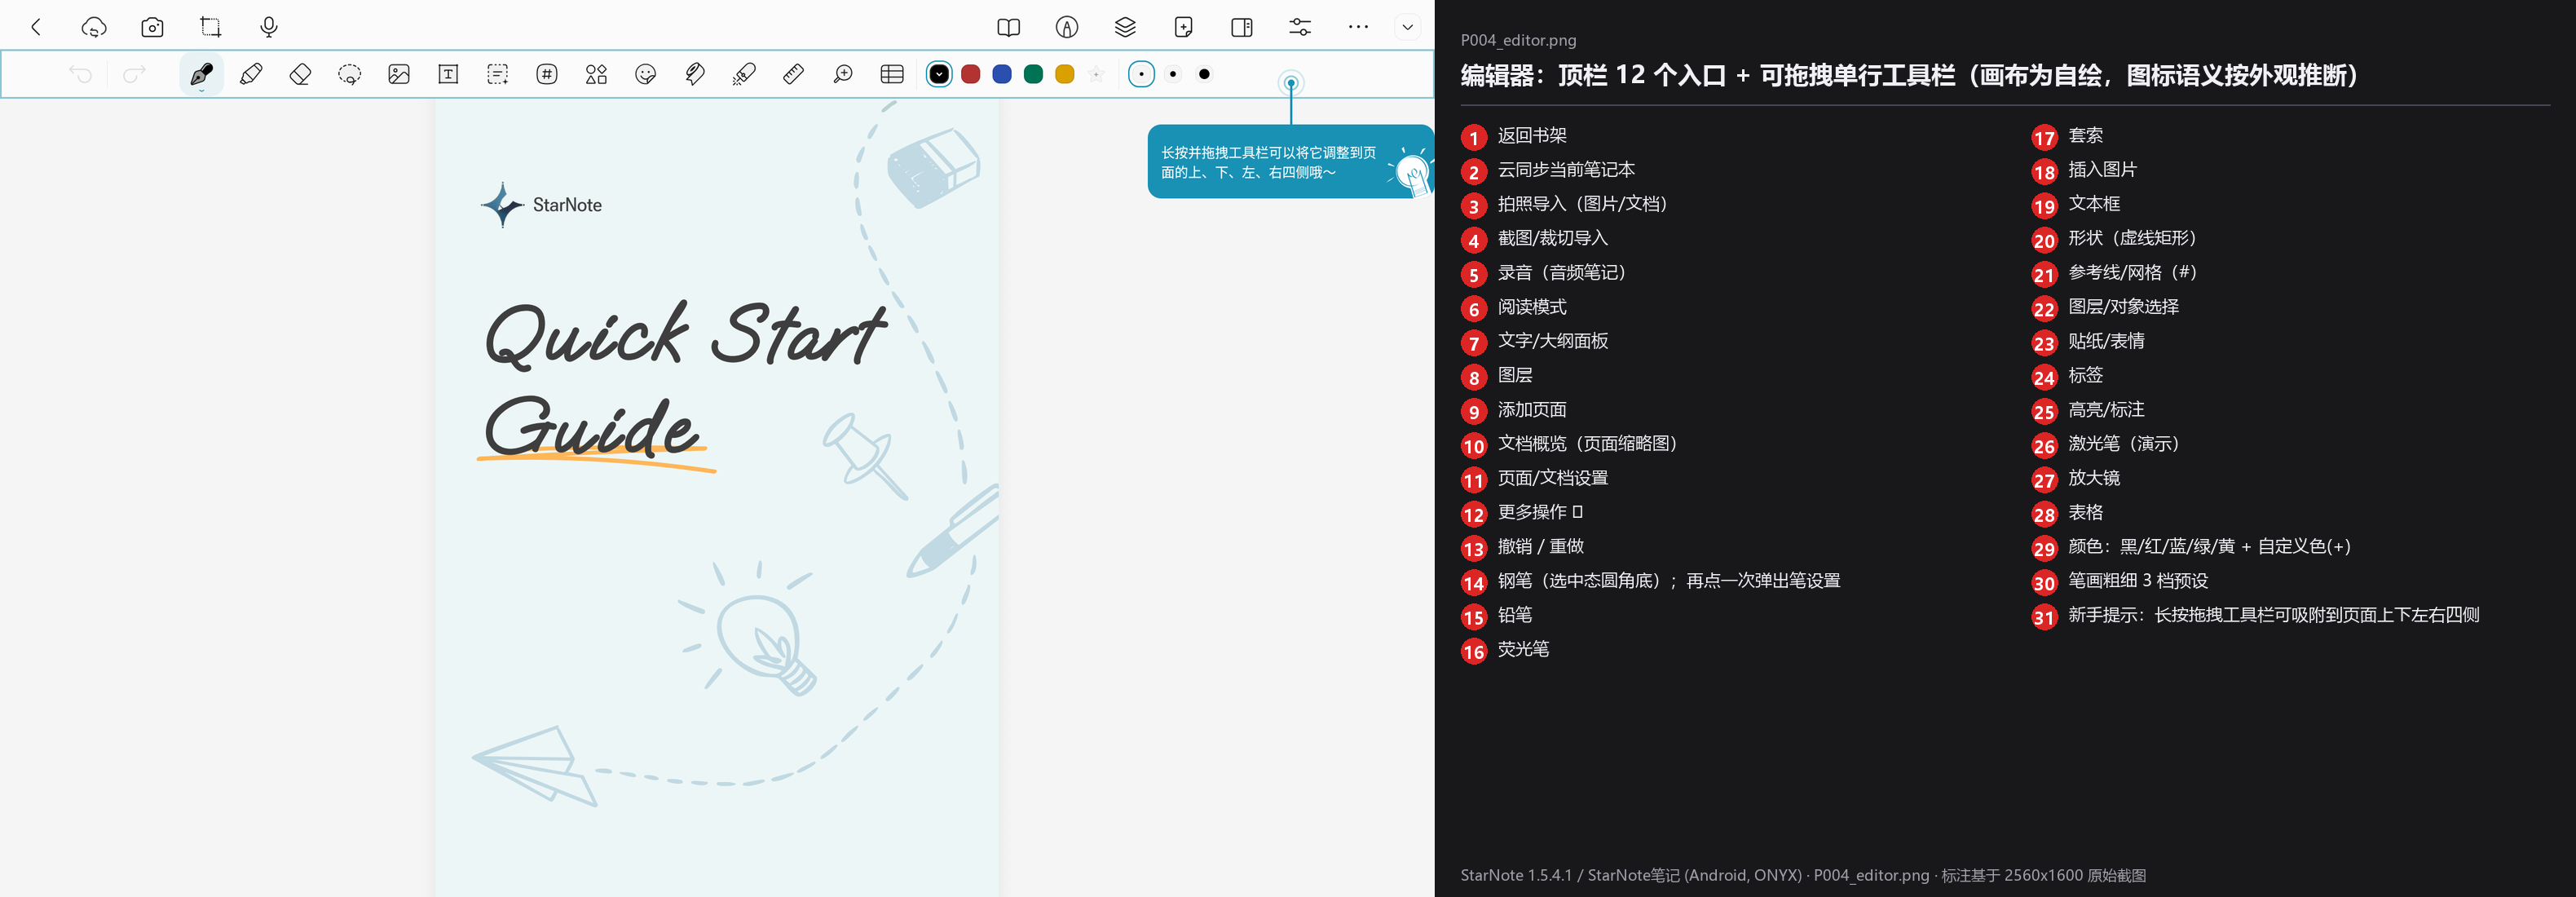 StarNote
Quick Start
Guide
长按并拖拽工具栏可以将它调整到页
面的上、下、左、右四侧哦～
P004_editor.png
编辑器：顶栏 12 个入口 + 可拖拽单行工具栏（画布为自绘，图标语义按外观推断）
1 返回书架
2 云同步当前笔记本
3 拍照导入（图片/文档）
4 截图/裁切导入
5 录音（音频笔记）
6 阅读模式
7 文字/大纲面板
8 图层
9 添加页面
10 文档概览（页面缩略图）
11 页面/文档设置
12 更多操作
13 撤销 / 重做
14 钢笔（选中态圆角底）；再点一次弹出笔设置
15 铅笔
16 荧光笔
17 套索
18 插入图片
19 文本框
20 形状（虚线矩形）
21 参考线/网格（#）
22 图层/对象选择
23 贴纸/表情
24 标签
25 高亮/标注
26 激光笔（演示）
27 放大镜
28 表格
29 颜色：黑/红/蓝/绿/黄 + 自定义色(+)
30 笔画粗细 3 档预设
31 新手提示：长按拖拽工具栏可吸附到页面上下左右四侧
StarNote 1.5.4.1 / StarNote笔记 (Android, ONYX) · P004_editor.png · 标注基于 2560x1600 原始截图